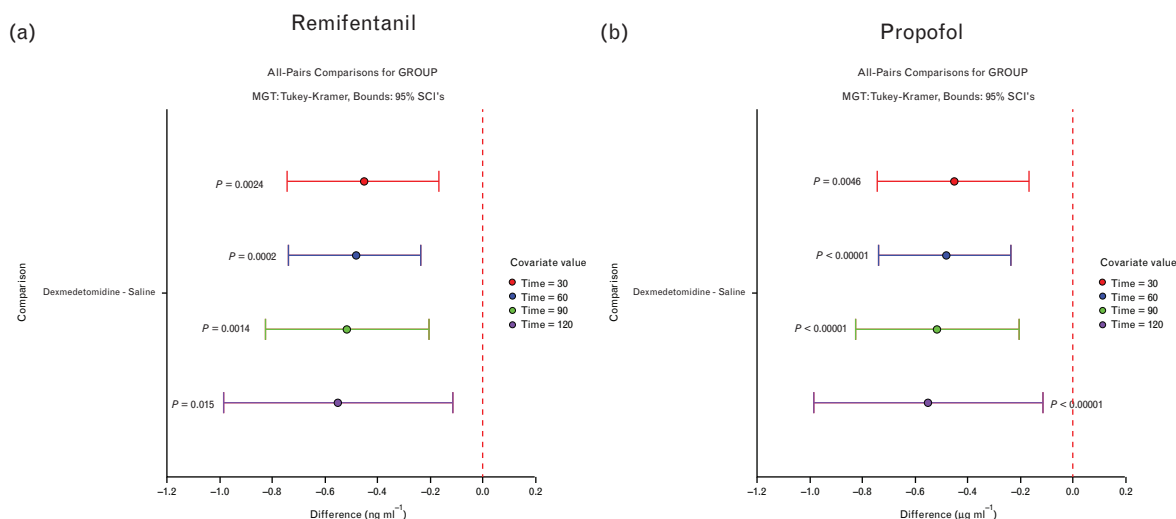 (a)
Remifentanil
All-Pairs Comparisons for GROUP
MGT: Tukey-Kramer, Bounds: 95% SCI's
P = 0.0024
P = 0.0002
P = 0.0014
P = 0.015
Comparison
Dexmedetomidine - Saline
Covariate value
Time = 30
Time = 60
Time = 90
Time = 120
−1.2 −1.0 −0.8 −0.6 −0.4 −0.2 0.0 0.2
Difference (ng ml−1)
(b)
Propofol
All-Pairs Comparisons for GROUP
MGT: Tukey-Kramer, Bounds: 95% SCI's
P = 0.0046
P < 0.00001
P < 0.00001
P < 0.00001
Comparison
Dexmedetomidine - Saline
Covariate value
Time = 30
Time = 60
Time = 90
Time = 120
−1.2 −1.0 −0.8 −0.6 −0.4 −0.2 0.0 0.2
Difference (μg ml−1)